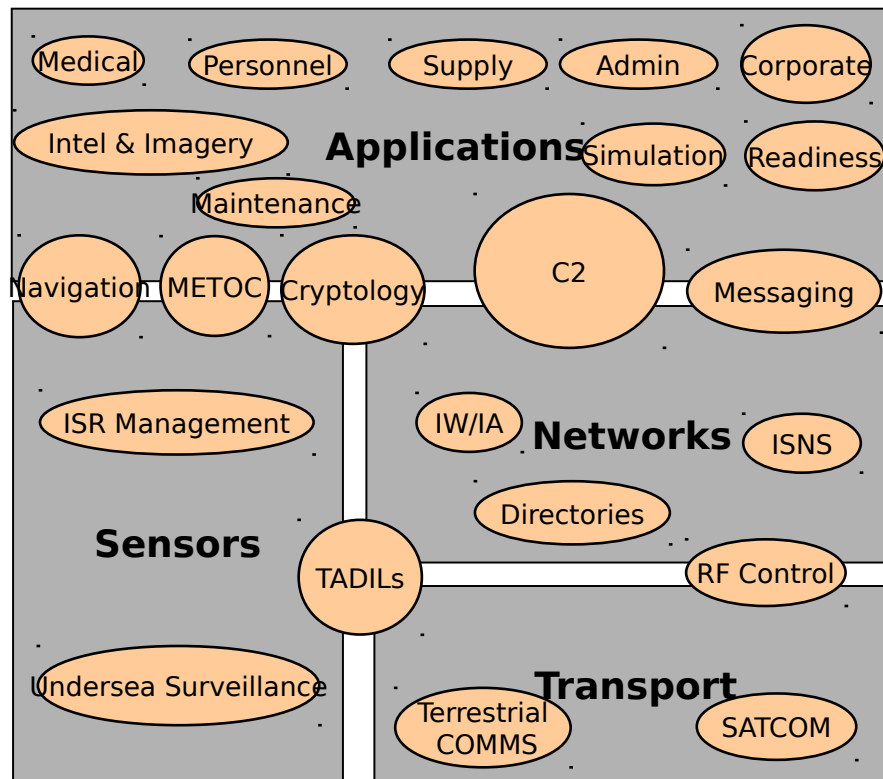 Medical
Personnel
Supply
Admin
Corporate
Intel & Imagery
Applications
Simulation
Readiness
Maintenance
Navigation
METOC
Cryptology
C2
Messaging
ISR Management
IW/IA
Networks
ISNS
Directories
Sensors
TADILs
RF Control
Undersea Surveillance
Transport
Terrestrial
COMMS
SATCOM